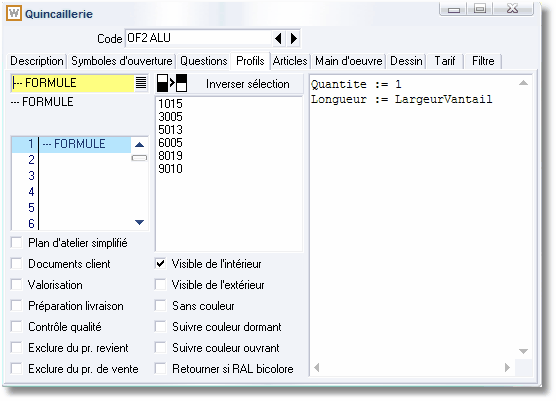 Quincaillerie
Code OF2 ALU
Description Symboles d'ouverture Questions Profils Articles Main d'oeuvre Dessin Tarif Filtre
--- FORMULE
--- FORMULE
1 --- FORMULE
2
3
4
5
6
Inverser sélection
1015
3005
5013
6005
8019
9010
Quantite := 1
Longueur := LargeurVantail
Plan d'atelier simplifié
Documents client
Valorisation
Préparation livraison
Contrôle qualité
Exclure du pr. revient
Exclure du pr. de vente
Visible de l'intérieur
Visible de l'extérieur
Sans couleur
Suivre couleur dormant
Suivre couleur ouvrant
Retourner si RAL bicolore